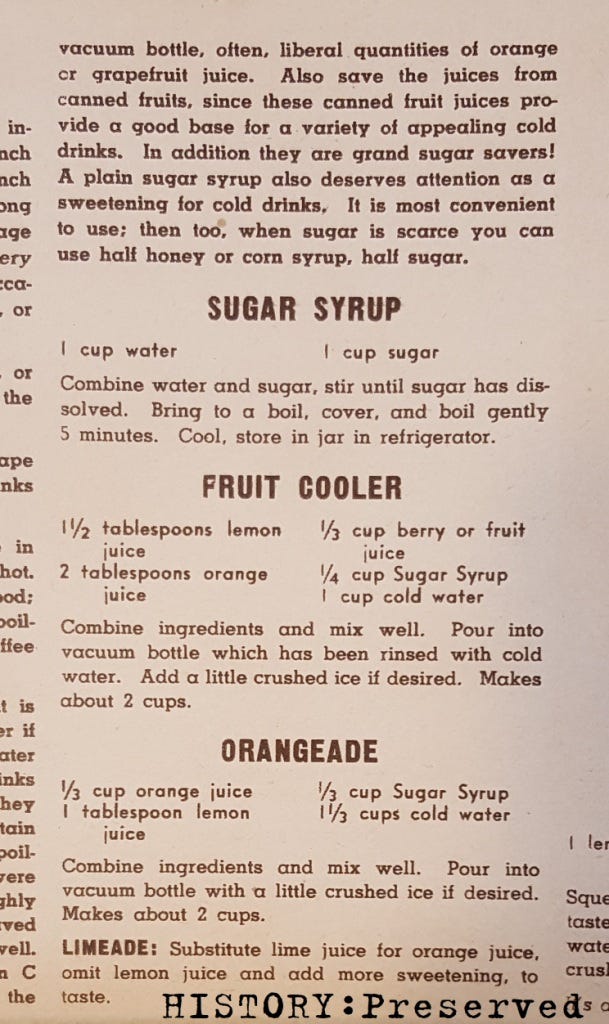 vacuum bottle, often, liberal quantities of orange
or grapefruit juice. Also save the juices from
canned fruits, since these canned fruit juices pro-
vide a good base for a variety of appealing cold
drinks. In addition they are grand sugar savers!
A plain sugar syrup also deserves attention as a
sweetening for cold drinks. It is most convenient
to use; then too, when sugar is scarce you can
use half honey or corn syrup, half sugar.
SUGAR SYRUP
1 cup water
1 cup sugar
Combine water and sugar, stir until sugar has dis-
solved. Bring to a boil, cover, and boil gently
5 minutes. Cool, store in jar in refrigerator.
FRUIT COOLER
1 1/2 tablespoons lemon
juice
2 tablespoons orange
juice
1/3 cup berry or fruit
juice
1/4 cup Sugar Syrup
1 cup cold water
Combine ingredients and mix well. Pour into
vacuum bottle which has been rinsed with cold
water. Add a little crushed ice if desired. Makes
about 2 cups.
ORANGEADE
1/3 cup orange juice
1 tablespoon lemon
juice
1/3 cup Sugar Syrup
1 1/3 cups cold water
Combine ingredients and mix well. Pour into
vacuum bottle with a little crushed ice if desired.
Makes about 2 cups.
LIMEADE: Substitute lime juice for orange juice,
omit lemon juice and add more sweetening, to
taste.
HISTORY:Preserved